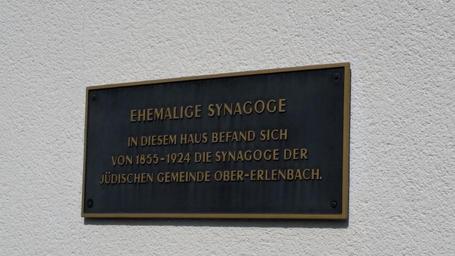 EHEMALIGE SYNAGOGE
IN DIESEM HAUS BEFAND SICH
VON 1855-1924 DIE SYNAGOGE DER
JÜDISCHEN GEMEINDE OBER-ERLENBACH.